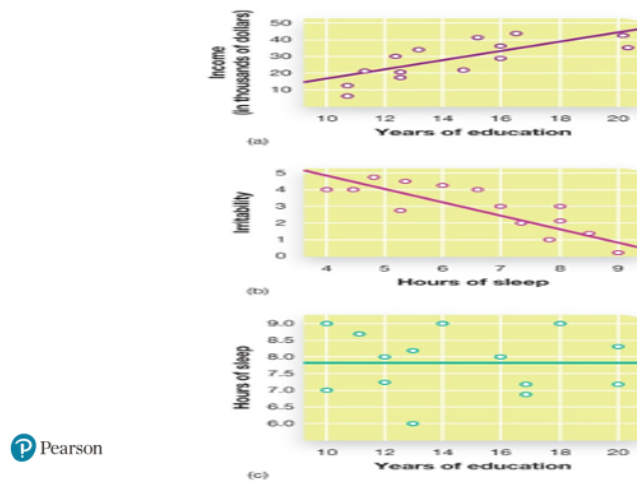 Income
(in thousands of dollars)
50
40
30
20
10
10 12 14 16 18 20
Years of education
(a)
Irritability
5
4
3
2
1
0
4 5 6 7 8 9
Hours of sleep
(b)
Hours of sleep
9.0
8.5
8.0
7.5
7.0
6.5
6.0
10 12 14 16 18 20
Years of education
(c)
P Pearson